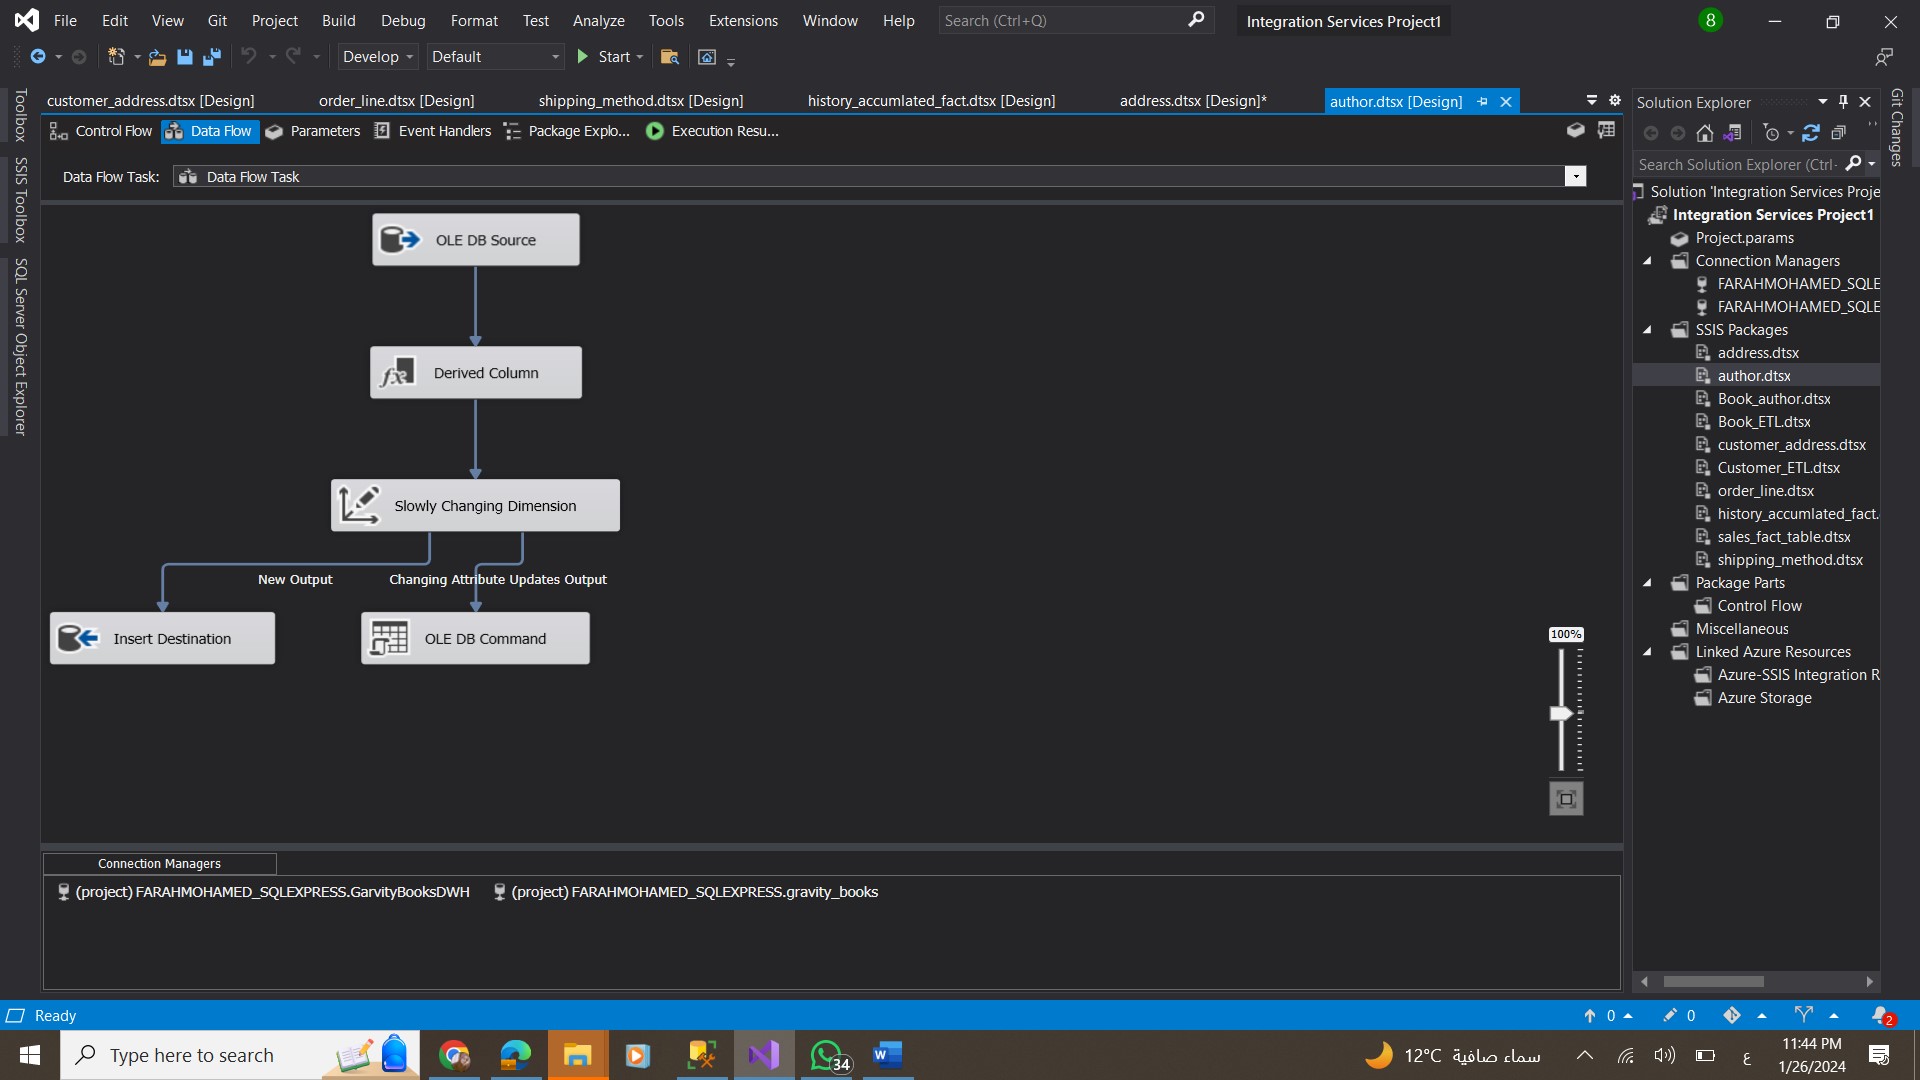 File Edit View Git Project Build Debug Format Test Analyze Tools Extensions Window Help Search (Ctrl+Q) Integration Services Project1 8
Develop Default Start
customer_address.dtsx [Design] order_line.dtsx [Design] shipping_method.dtsx [Design] history_accumlated_fact.dtsx [Design] address.dtsx [Design]* author.dtsx [Design]
Control Flow Data Flow Parameters Event Handlers Package Explo... Execution Resu...
Data Flow Task: Data Flow Task
Toolbox
SSIS Toolbox
SQL Server Object Explorer
OLE DB Source
Derived Column
Slowly Changing Dimension
New Output Changing Attribute Updates Output
Insert Destination OLE DB Command
100%
Connection Managers
(project) FARAHMOHAMED_SQLEXPRESS.GarvityBooksDWH (project) FARAHMOHAMED_SQLEXPRESS.gravity_books
Solution Explorer
Search Solution Explorer (Ctrl-
Solution 'Integration Services Proje
Integration Services Project1
Project.params
Connection Managers
FARAHMOHAMED_SQLE
FARAHMOHAMED_SQLE
SSIS Packages
address.dtsx
author.dtsx
Book_author.dtsx
Book_ETL.dtsx
customer_address.dtsx
Customer_ETL.dtsx
order_line.dtsx
history_accumlated_fact.
sales_fact_table.dtsx
shipping_method.dtsx
Package Parts
Control Flow
Miscellaneous
Linked Azure Resources
Azure-SSIS Integration R
Azure Storage
Git Changes
Ready 0 0 2
Type here to search 34 12°C سماء صافية ع 11:44 PM
1/26/2024